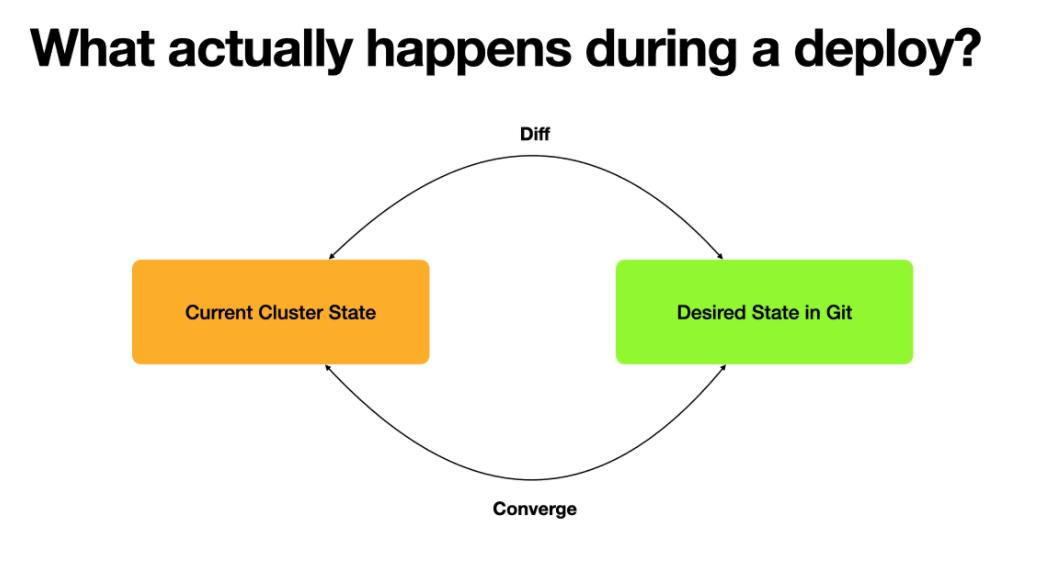 What actually happens during a deploy?
Diff
Current Cluster State
Desired State in Git
Converge